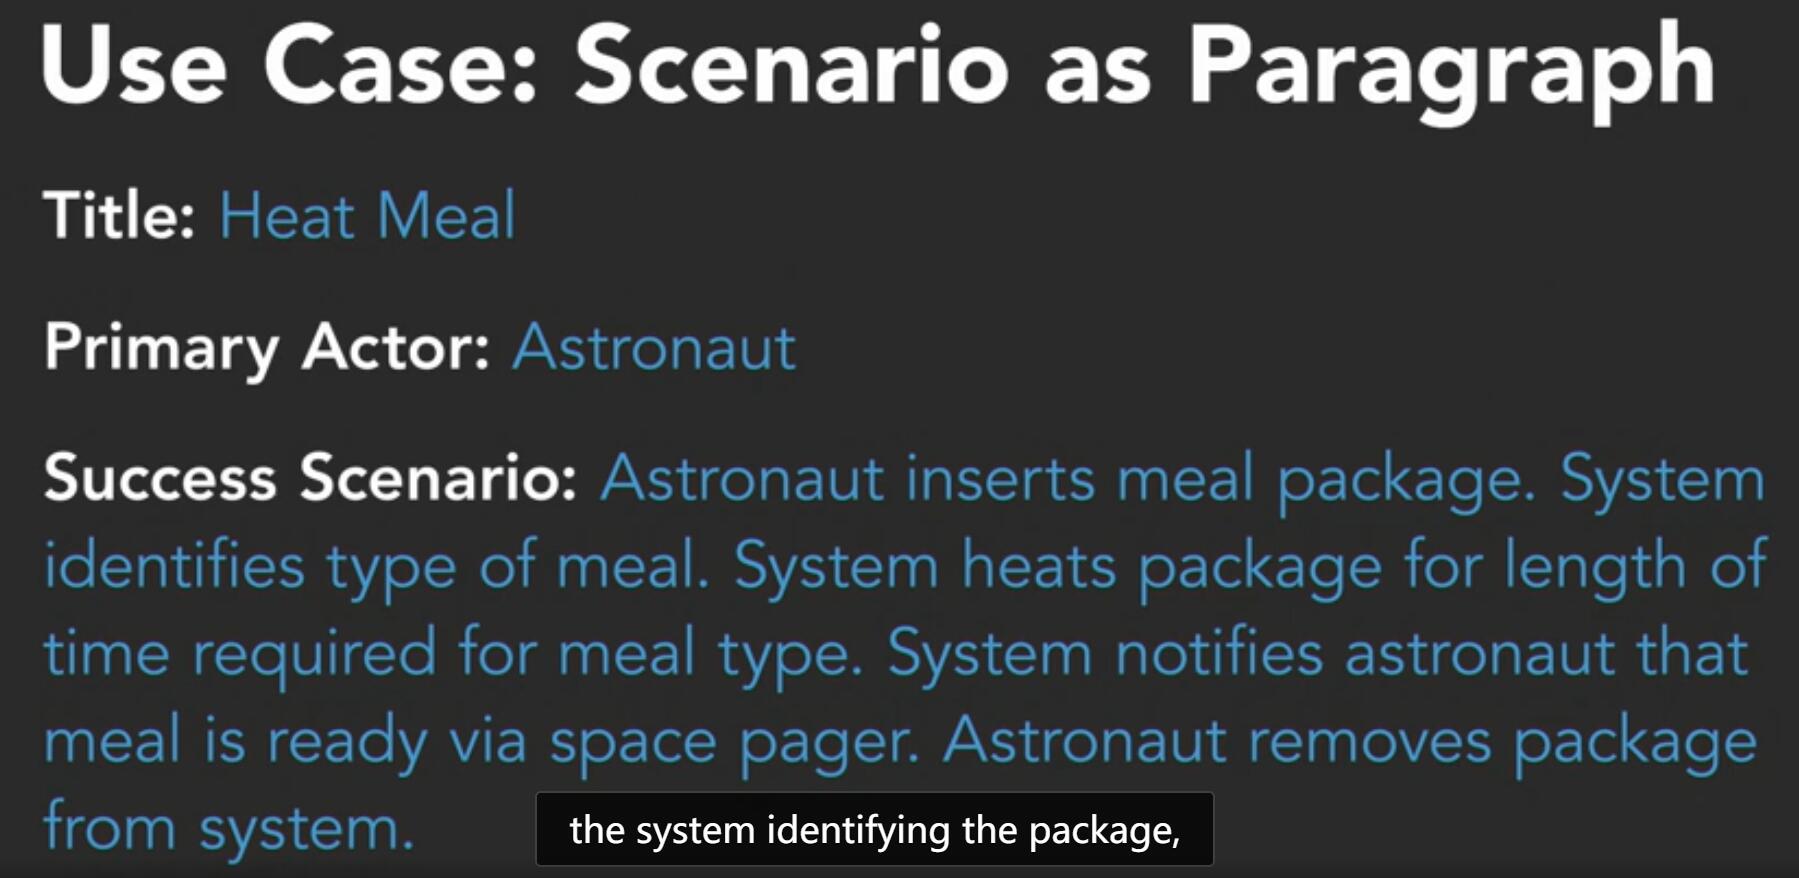 Use Case: Scenario as Paragraph
Title: Heat Meal
Primary Actor: Astronaut
Success Scenario: Astronaut inserts meal package. System
identifies type of meal. System heats package for length of
time required for meal type. System notifies astronaut that
meal is ready via space pager. Astronaut removes package
from system.
the system identifying the package,